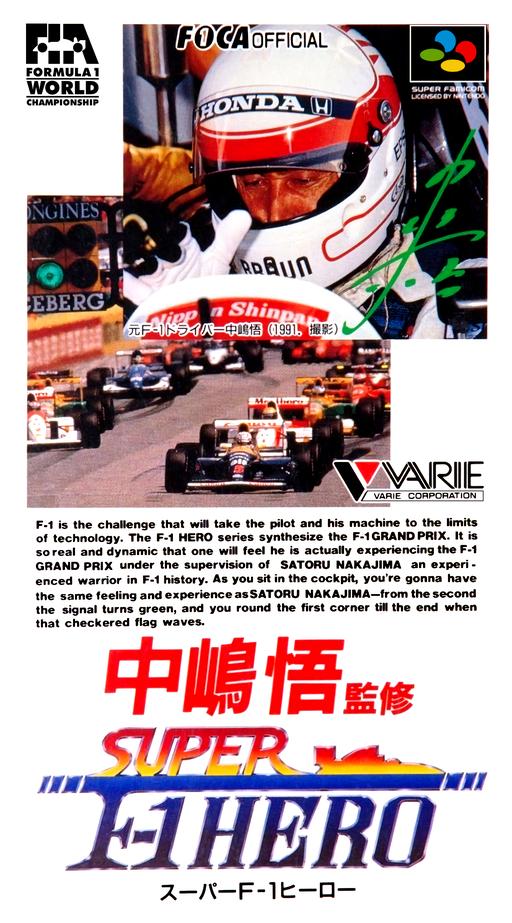 FORMULA 1
WORLD
CHAMPIONSHIP
FOCA OFFICIAL
SUPER FAMICOM
LICENSED BY NINTENDO
HONDA
BRAUN
LONGINES
ICEBERG
Nippon Shinpan
元F-1ドライバー中嶋悟(1991. 撮影)
Marlboro
VARIE
VARIE CORPORATION
F-1 is the challenge that will take the pilot and his machine to the limits
of technology. The F-1 HERO series synthesize the F-1 GRAND PRIX. It is
so real and dynamic that one will feel he is actually experiencing the F-1
GRAND PRIX under the supervision of SATORU NAKAJIMA an experi-
enced warrior in F-1 history. As you sit in the cockpit, you're gonna have
the same feeling and experience as SATORU NAKAJIMA—from the second
the signal turns green, and you round the first corner till the end when
that checkered flag waves.
中嶋悟監修
SUPER
F-1 HERO
スーパーF-1ヒーロー